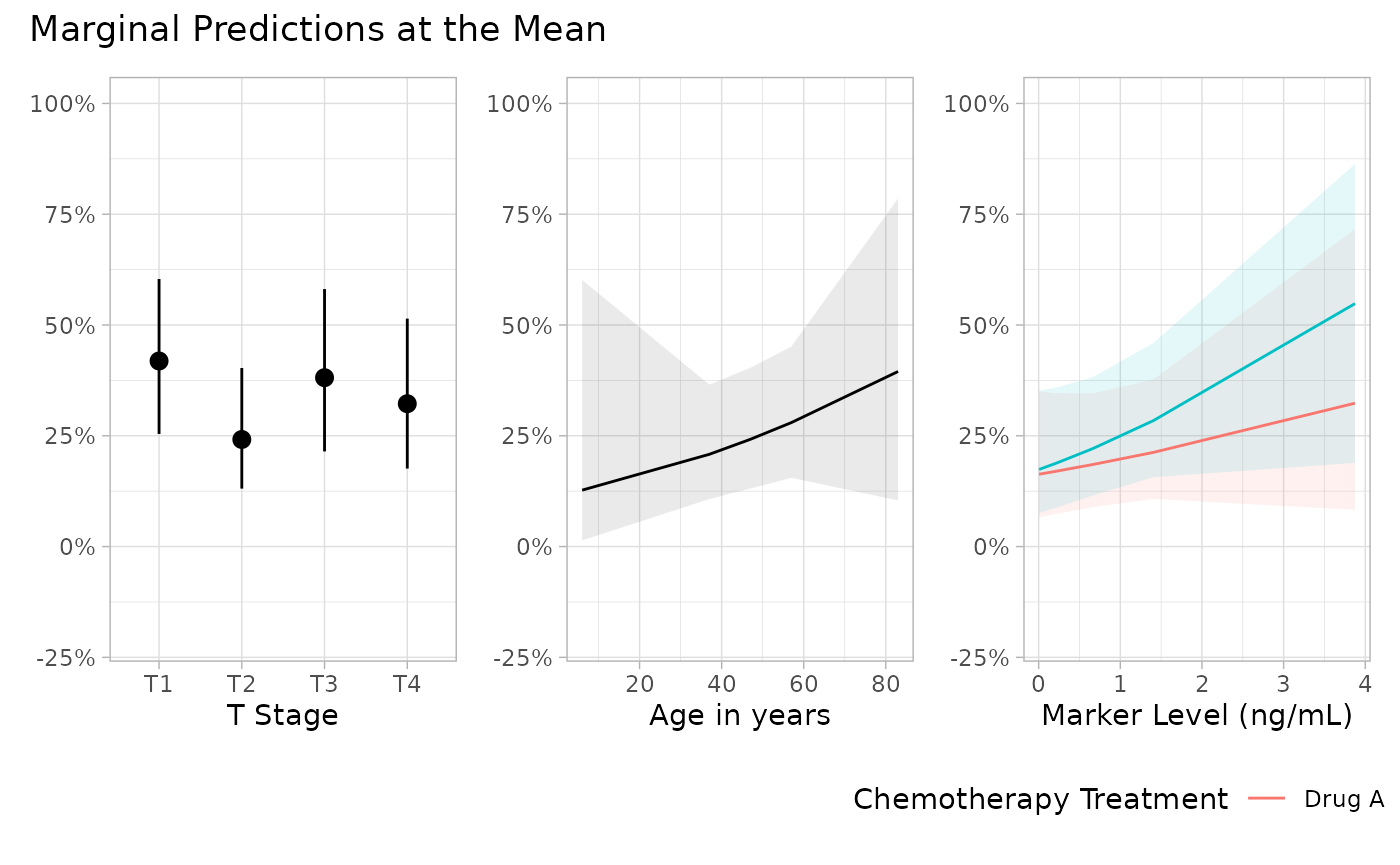 Marginal Predictions at the Mean
100%
75%
50%
25%
0%
-25%
T1 T2 T3 T4
T Stage
100%
75%
50%
25%
0%
-25%
20 40 60 80
Age in years
100%
75%
50%
25%
0%
-25%
0 1 2 3 4
Marker Level (ng/mL)
Chemotherapy Treatment Drug A